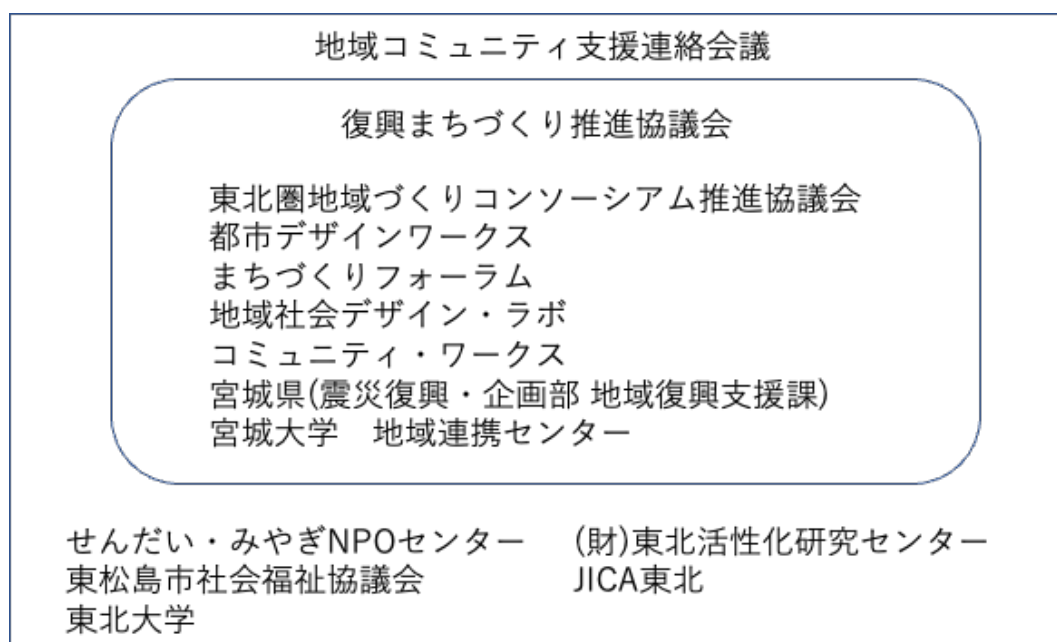 地域コミュニティ支援連絡会議
復興まちづくり推進協議会
東北圏地域づくりコンソーシアム推進協議会
都市デザインワークス
まちづくりフォーラム
地域社会デザイン・ラボ
コミュニティ・ワークス
宮城県(震災復興・企画部 地域復興支援課)
宮城大学　地域連携センター
せんだい・みやぎNPOセンター
東松島市社会福祉協議会
東北大学
(財)東北活性化研究センター
JICA東北